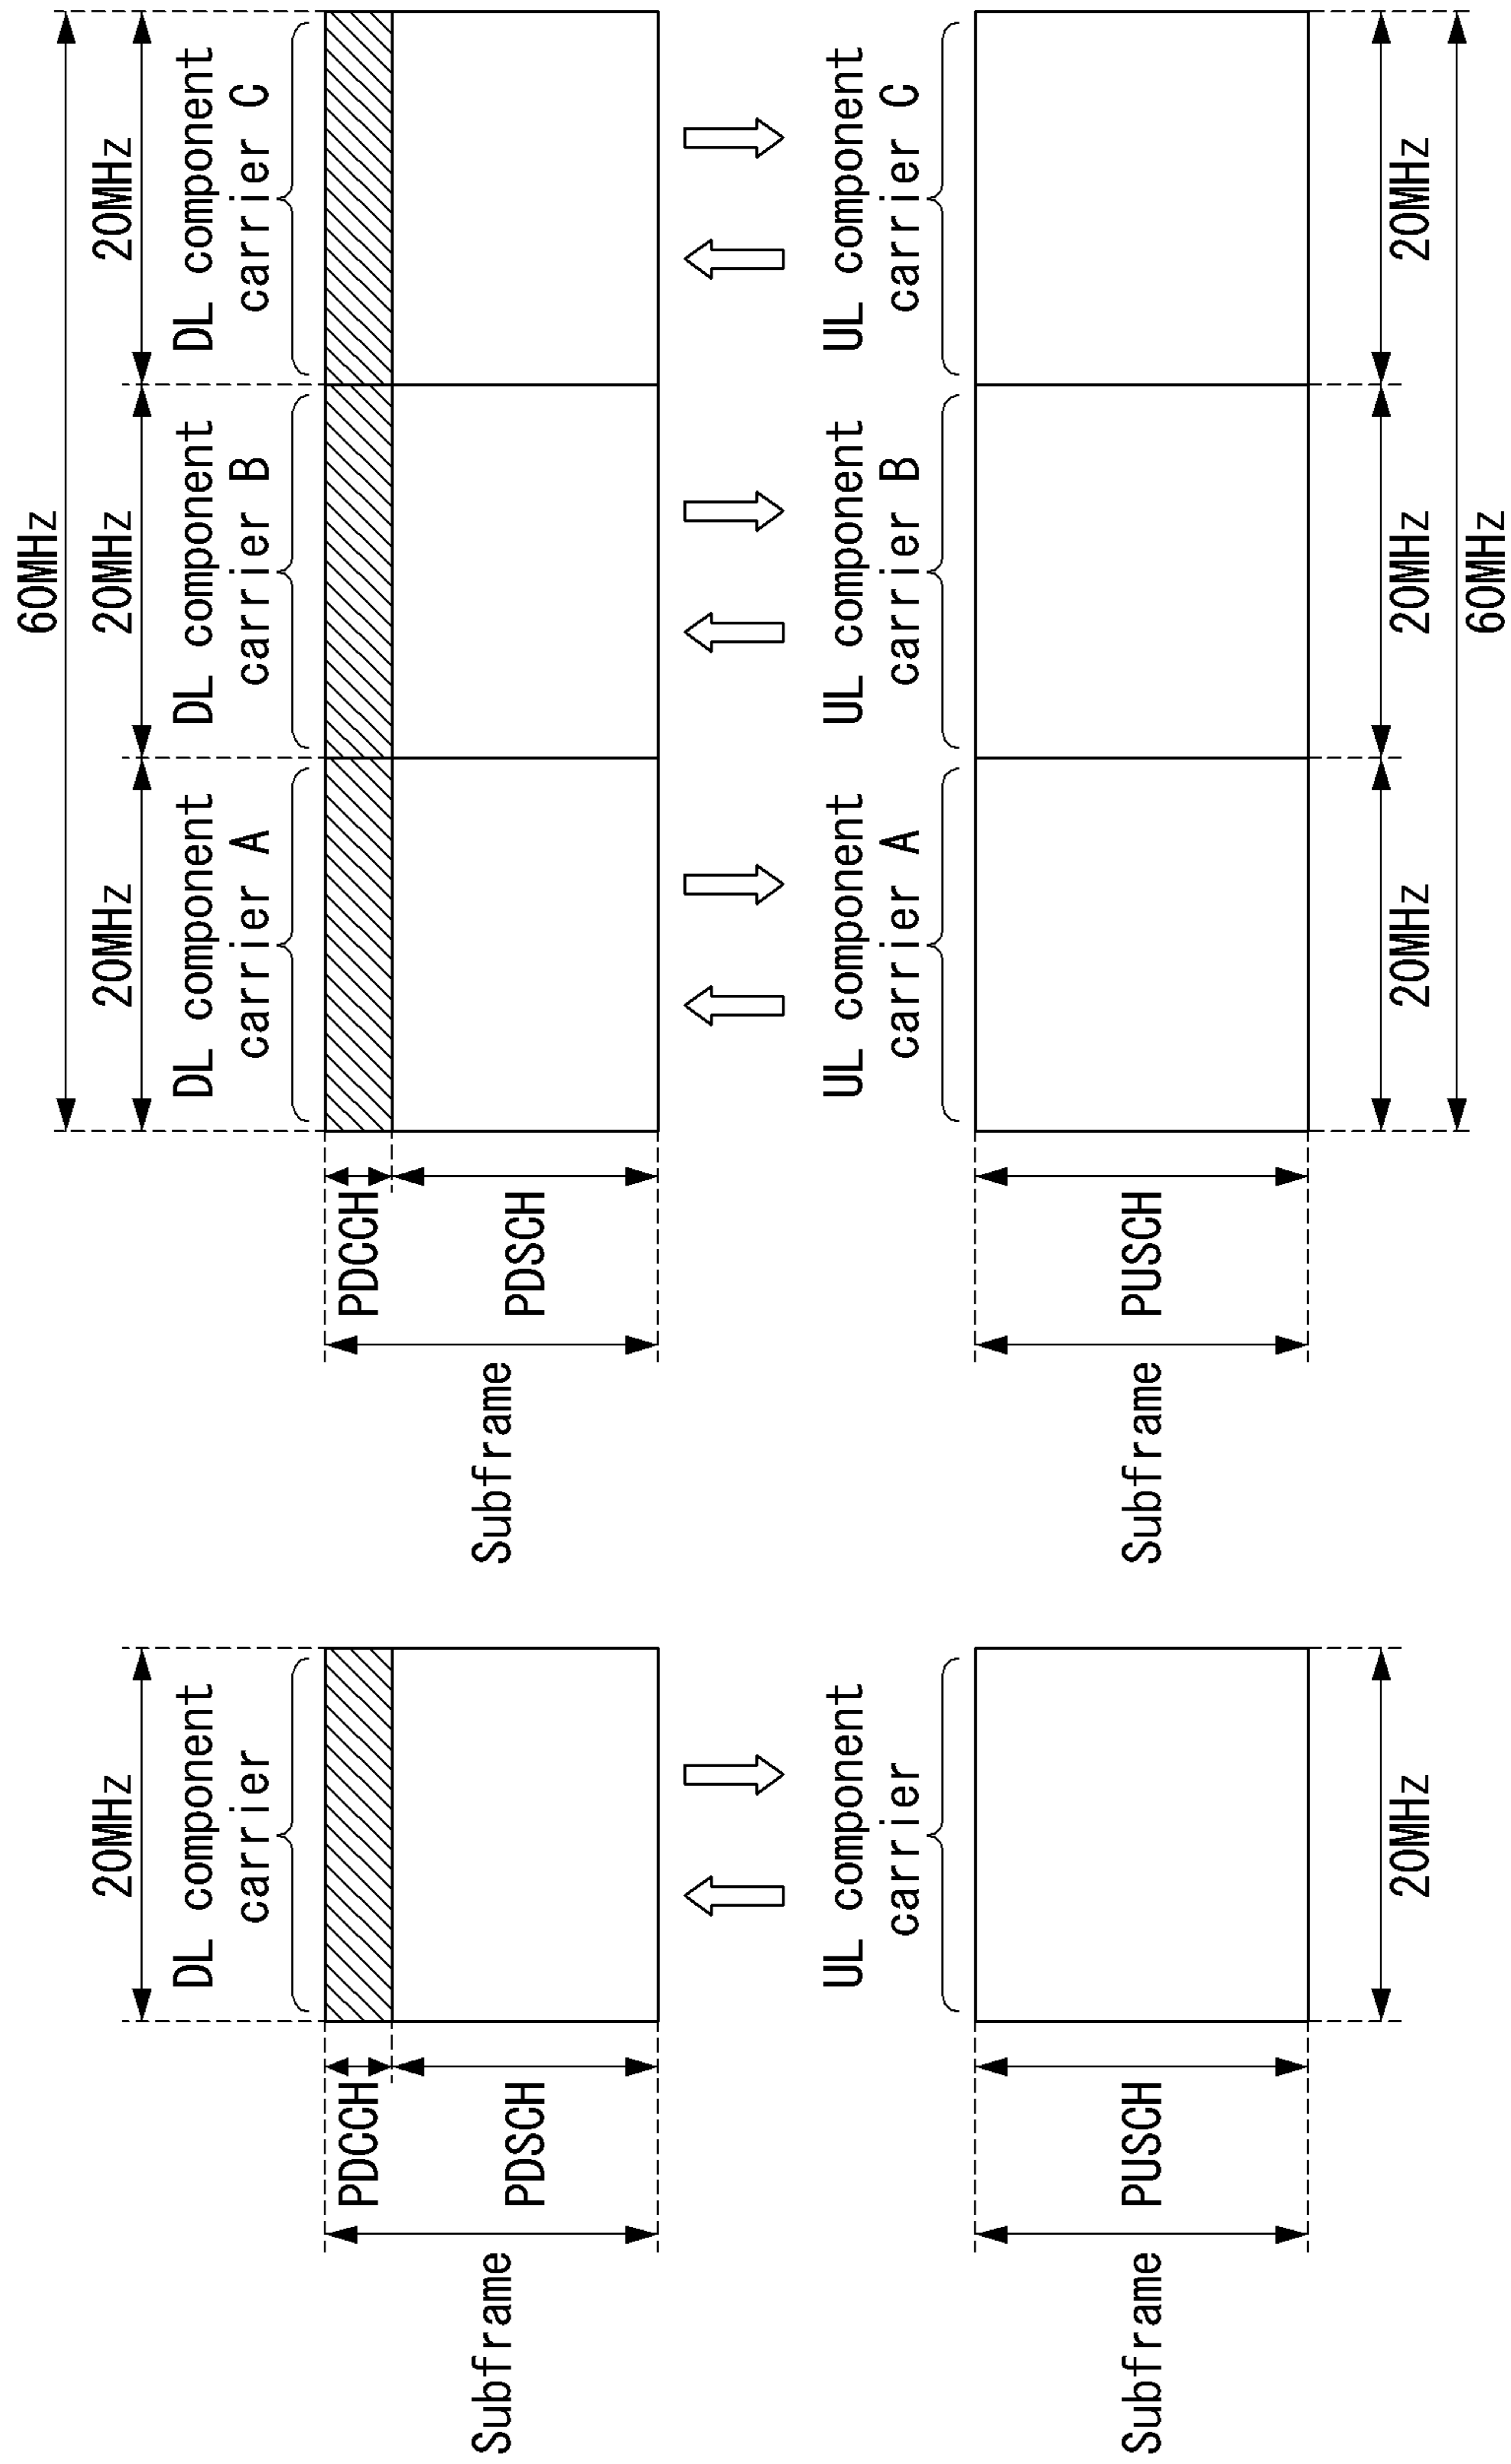 20MHz
DL component
carrier
PDCCH
PDSCH
Subframe
UL component
carrier
PUSCH
Subframe
20MHz
60MHz
20MHz
20MHz
20MHz
DL component
carrier A
DL component
carrier B
DL component
carrier C
PDCCH
PDSCH
Subframe
UL component
carrier A
UL component
carrier B
UL component
carrier C
PUSCH
Subframe
20MHz
20MHz
20MHz
60MHz